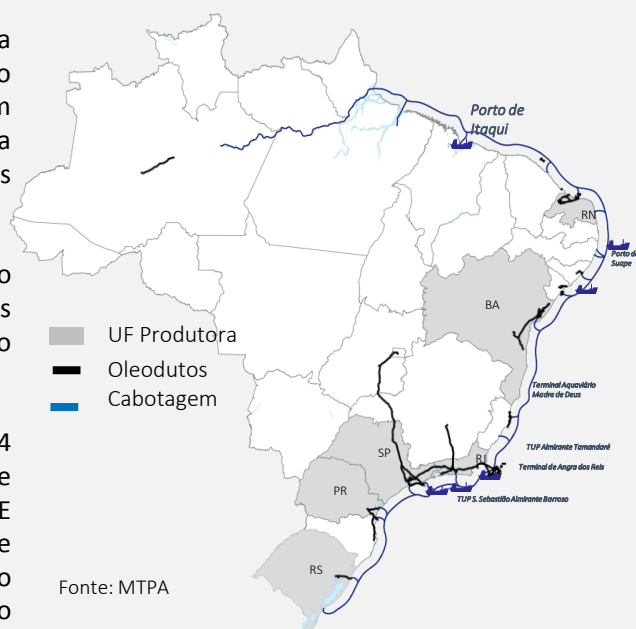 a
o
m
a
s
o
s
o
4
e
E
e
o
o
Porto de
Itaqui
RN
Porto de
Suape
BA
UF Produtora
Oleodutos
Cabotagem
Terminal Aquaviário
Madre de Deus
TUP Almirante Tamandaré
SP
RJ
Terminal de Angra dos Reis
PR
TUP S. Sebastião Almirante Barroso
RS
Fonte: MTPA